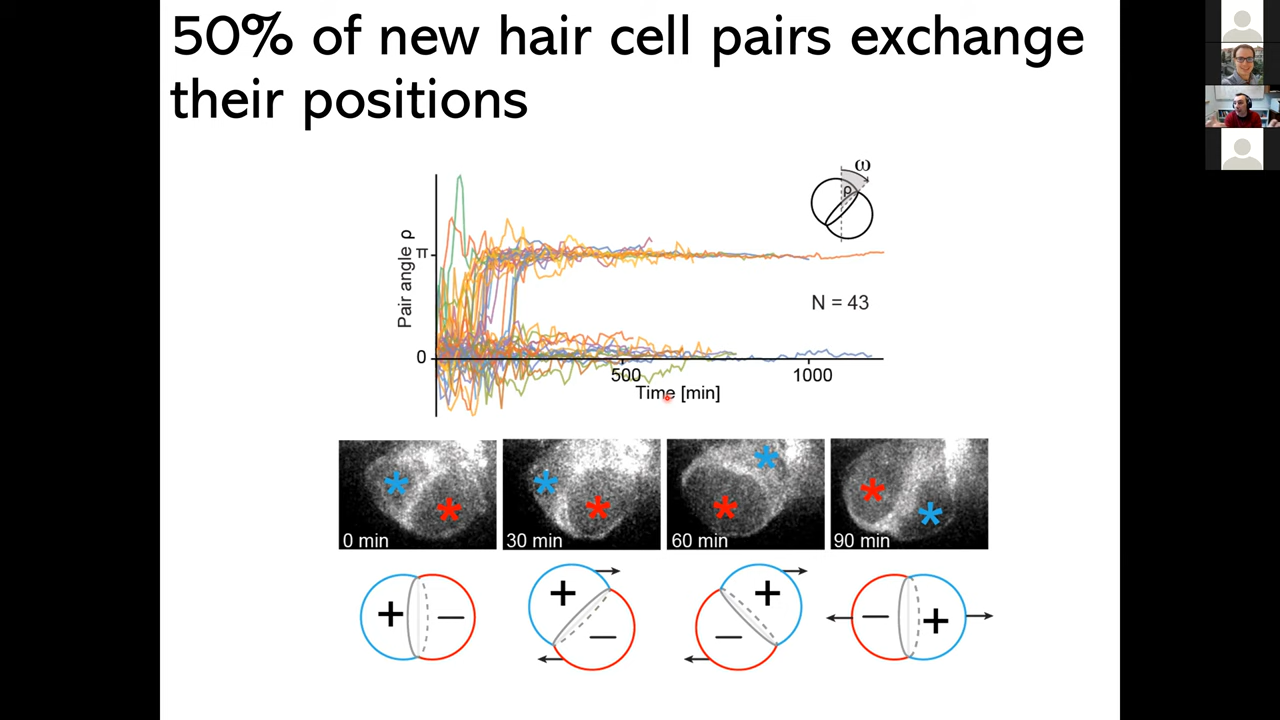 50% of new hair cell pairs exchange
their positions
ω
ρ
Pair angle ρ
π
N = 43
0
500
1000
Time [min]
* * * * * * * *
0 min
30 min
60 min
90 min
+ − + − + − − +